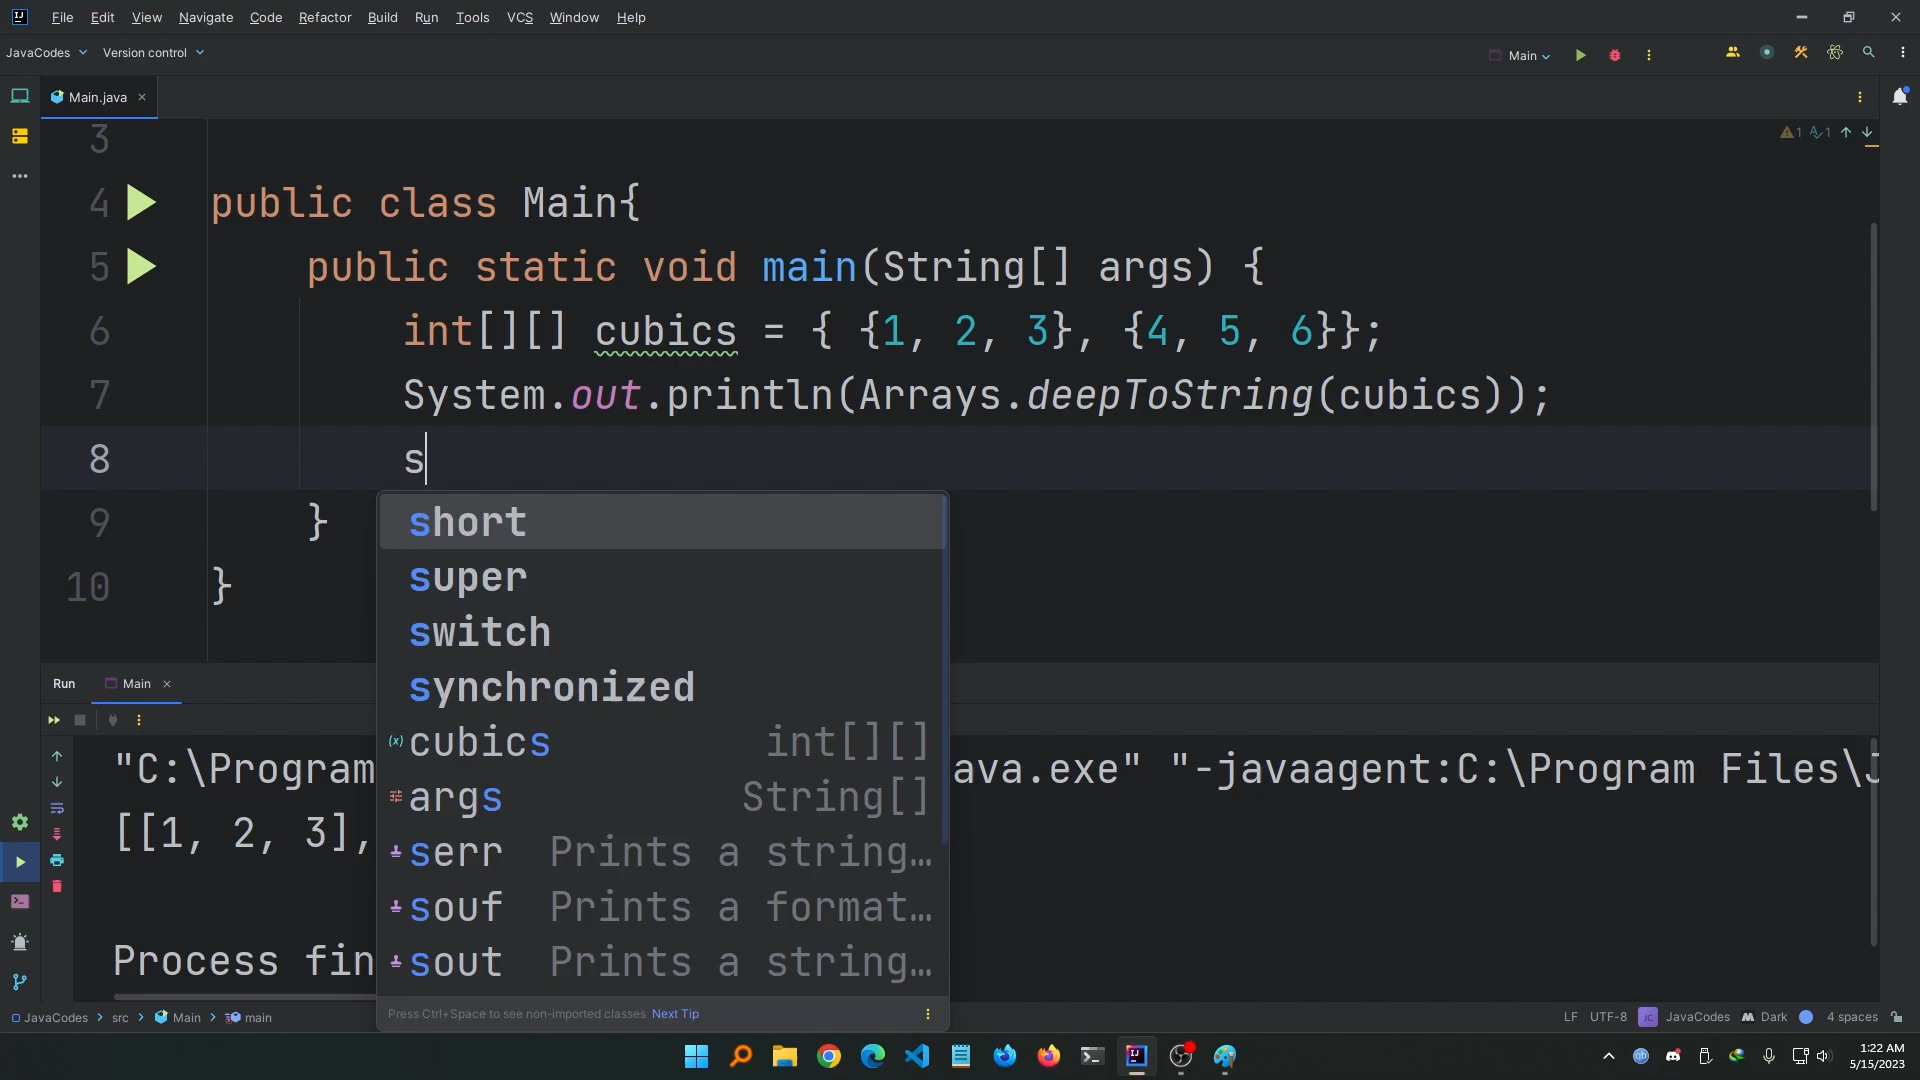 File Edit View Navigate Code Refactor Build Run Tools VCS Window Help
JavaCodes Version control Main
Main.java
1 1
3
4 public class Main{
5 public static void main(String[] args) {
6 int[][] cubics = { {1, 2, 3}, {4, 5, 6}};
7 System.out.println(Arrays.deepToString(cubics));
8 s
9 }
10 }
short
super
switch
synchronized
cubics int[][]
args String[]
serr Prints a string…
souf Prints a format…
sout Prints a string…
Press Ctrl+Space to see non-imported classes Next Tip
Run Main
"C:\Program ava.exe" "-javaagent:C:\Program Files\J
[[1, 2, 3],
Process fin
JavaCodes > src > Main > main LF UTF-8 JC JavaCodes Dark 4 spaces
1:22 AM
5/15/2023